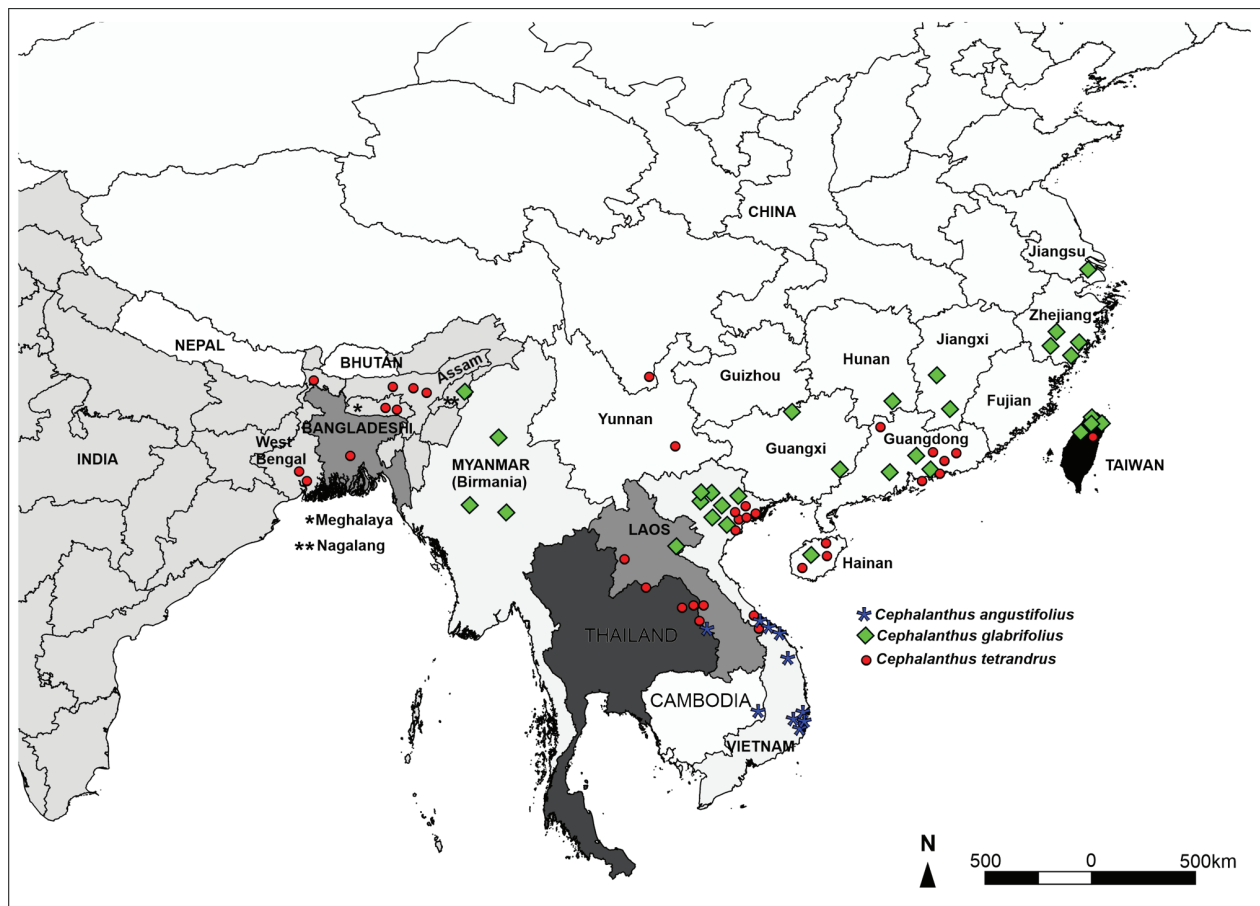 CHINA
Jiangsu
Zhejiang
Jiangxi
Hunan
Guizhou
Fujian
NEPAL
BHUTAN
Assam
**
*
Yunnan
Guangxi
Guangdong
BANGLADESH
West
Bengal
INDIA
MYANMAR
(Birmania)
TAIWAN
*Meghalaya
**Nagalang
LAOS
Hainan
THAILAND
Cephalanthus angustifolius
Cephalanthus glabrifolius
Cephalanthus tetrandrus
CAMBODIA
VIETNAM
N
500 0 500km